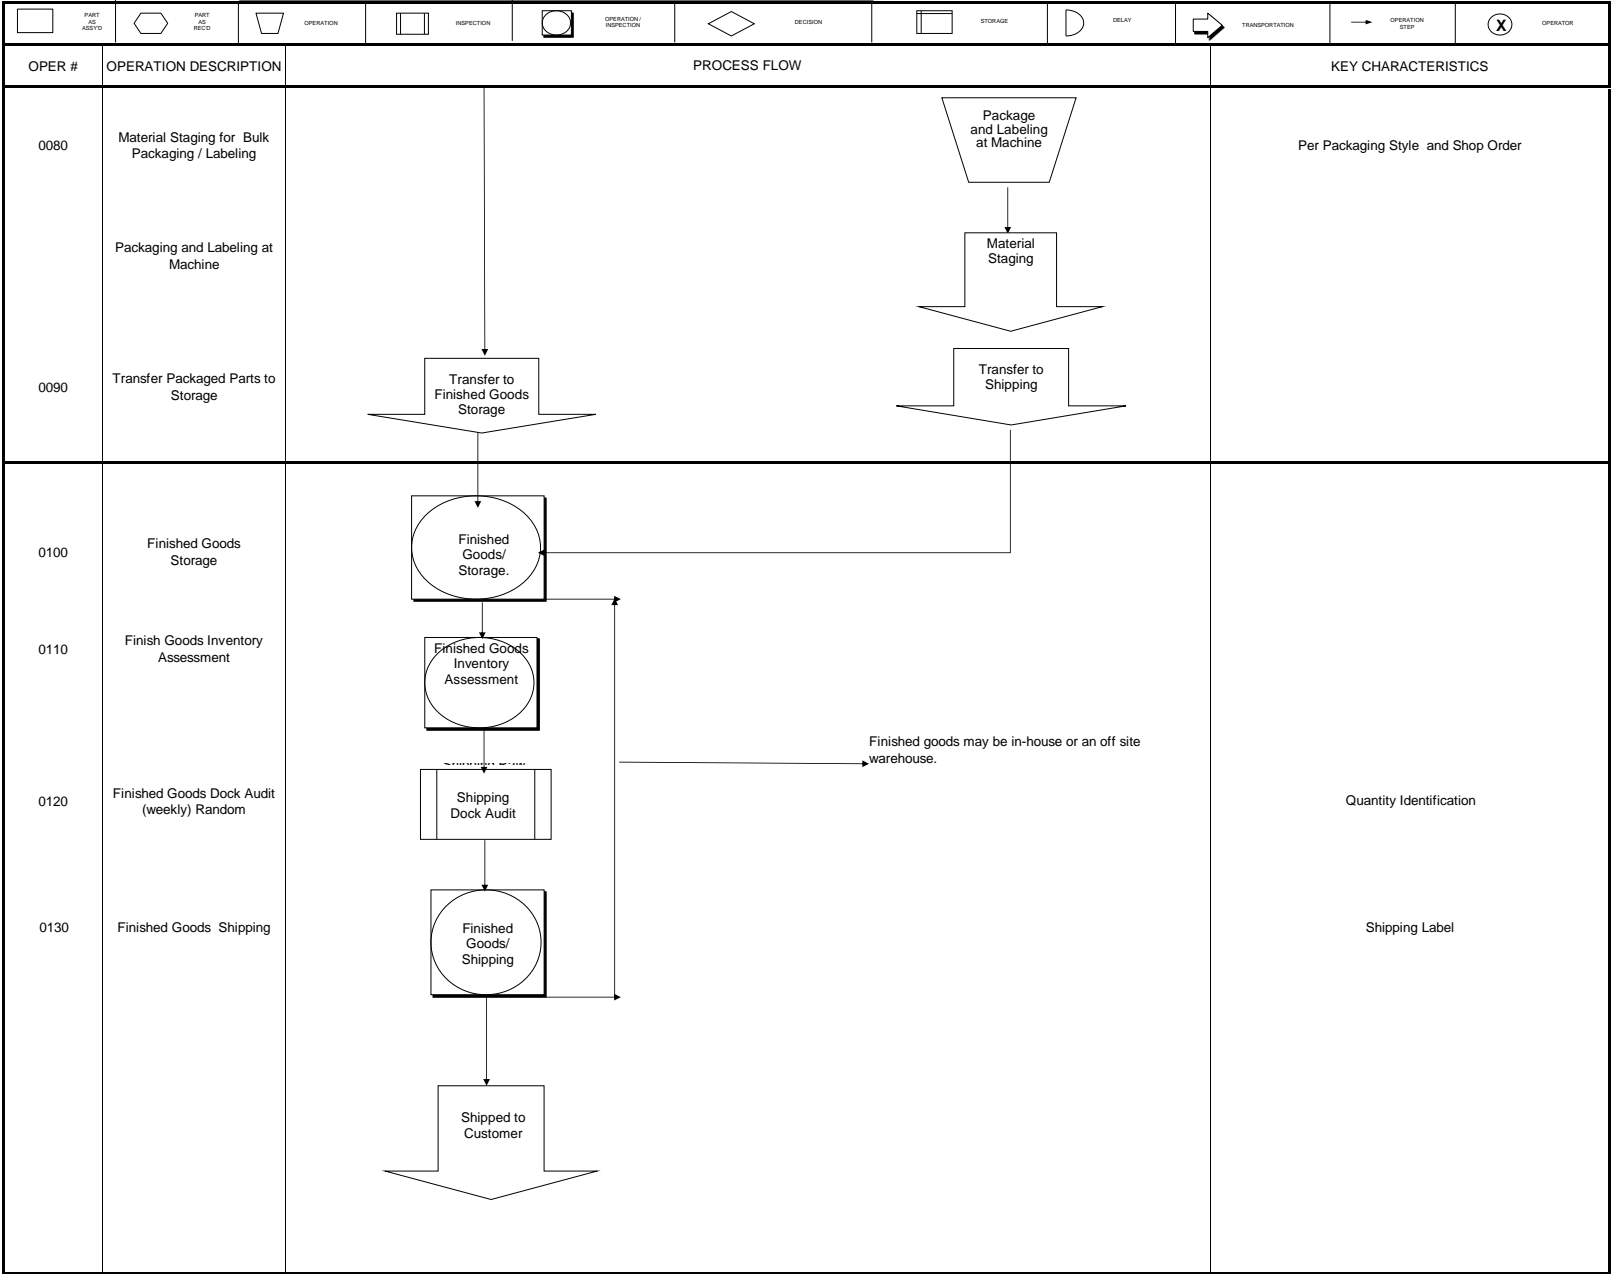 PART
AS
ASSY'D
PART
AS
REC'D
OPERATION
INSPECTION
OPERATION /
INSPECTION
DECISION
STORAGE
DELAY
TRANSPORTATION
OPERATION
STEP
X
OPERATOR
OPER #
OPERATION DESCRIPTION
PROCESS FLOW
KEY CHARACTERISTICS
0080
Material Staging for Bulk
Packaging / Labeling
Package
and Labeling
at Machine
Per Packaging Style and Shop Order
Packaging and Labeling at
Machine
Material
Staging
0090
Transfer Packaged Parts to
Storage
Transfer to
Finished Goods
Storage
Transfer to
Shipping
0100
Finished Goods
Storage
Finished
Goods/
Storage.
0110
Finish Goods Inventory
Assessment
Finished Goods
Inventory
Assessment
Finished goods may be in-house or an off site
warehouse.
0120
Finished Goods Dock Audit
(weekly) Random
Shipping
Dock Audit
Quantity Identification
0130
Finished Goods Shipping
Finished
Goods/
Shipping
Shipping Label
Shipped to
Customer